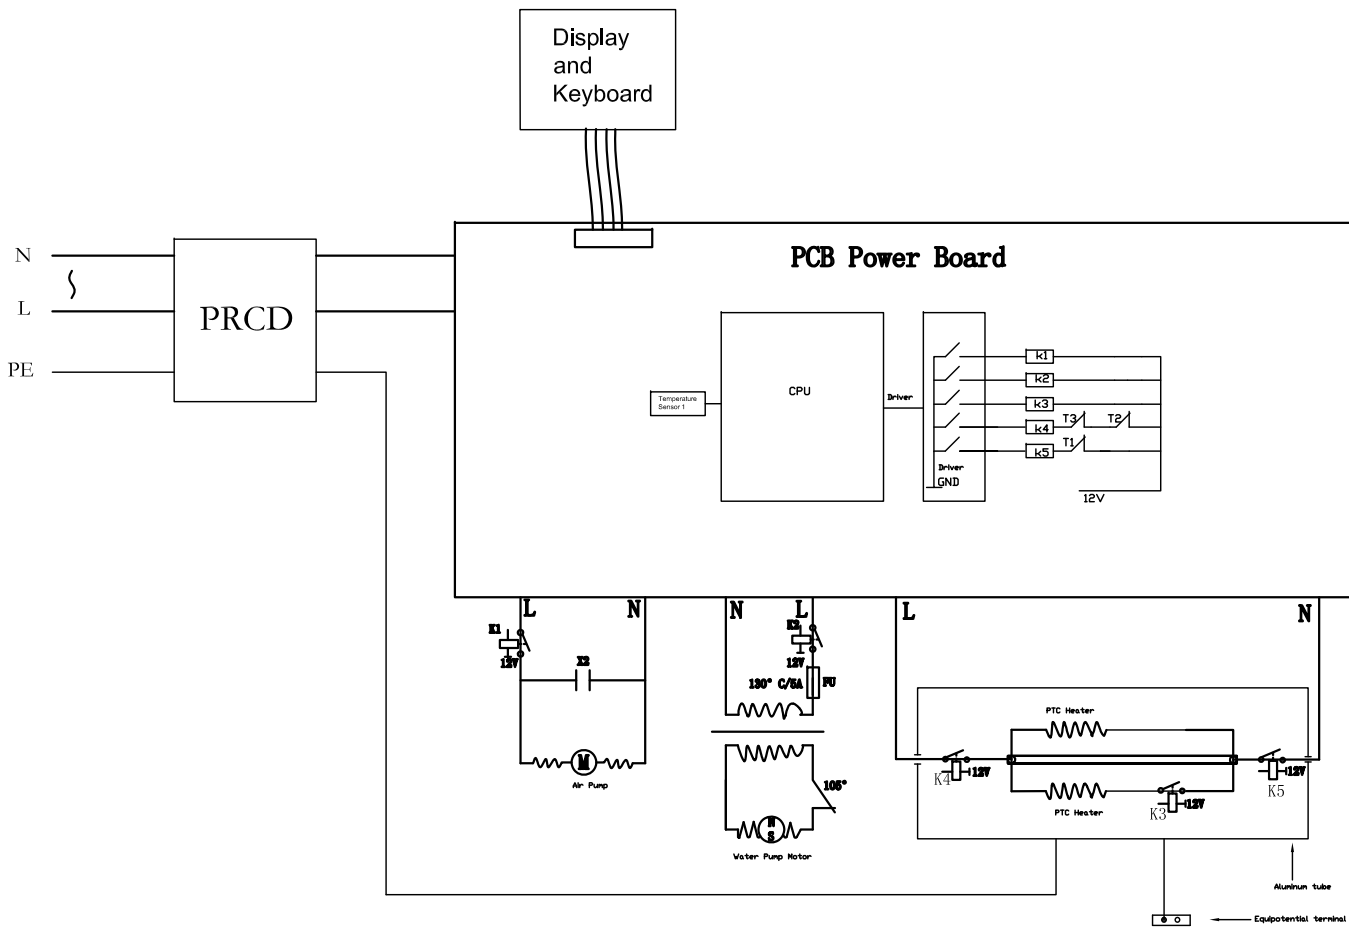 Display
and
Keyboard
PCB Power Board
N
L
PE
PRCD
Temperature
Sensor 1
CPU
Driver
k1
k2
k3
k4
k5
T3
T2
T1
Driver
GND
12V
L
N
N
L
L
N
K1
12V
X2
M
Air Pump
K2
12V
130° C/5A
FU
105°
N
S
Water Pump Motor
PTC Heater
K4
12V
PTC Heater
K3
12V
K5
12V
Aluminum tube
Equipotential terminal